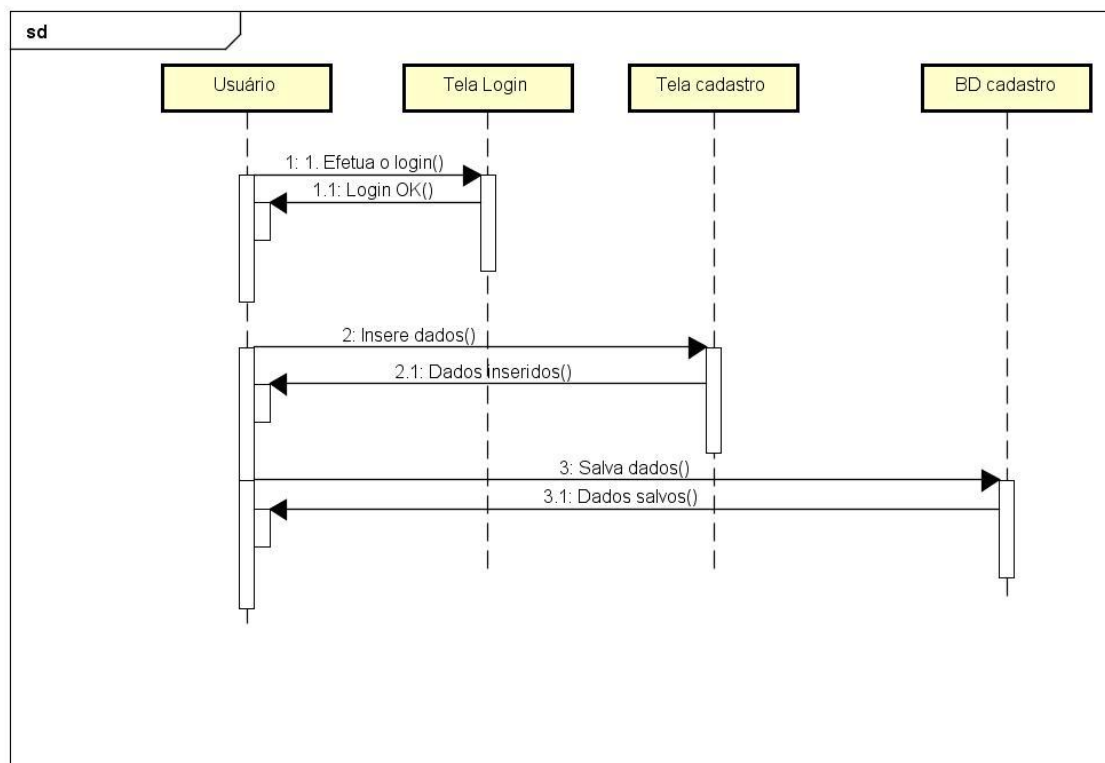 sd
Usuário
Tela Login
Tela cadastro
BD cadastro
1: 1. Efetua o login()
1.1: Login OK()
2: Insere dados()
2.1: Dados inseridos()
3: Salva dados()
3.1: Dados salvos()